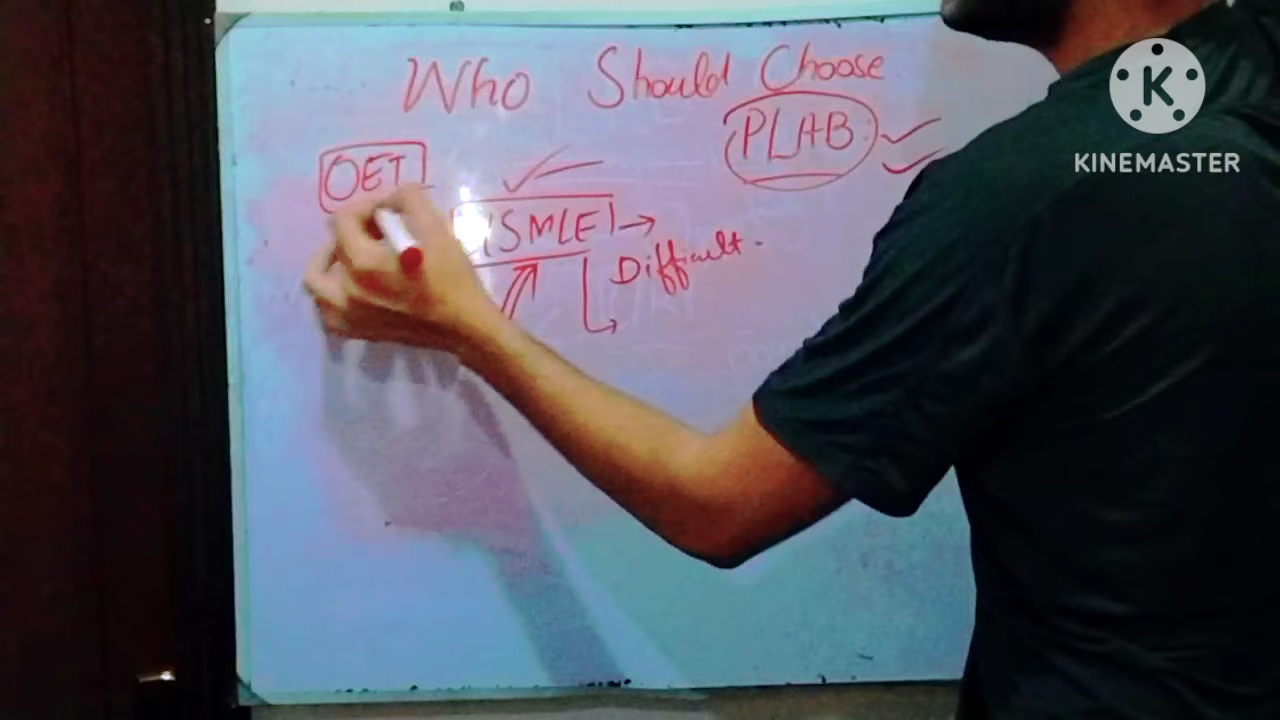 Who Should Choose
PLAB
OET
USMLE
Difficult.
K
KINEMASTER